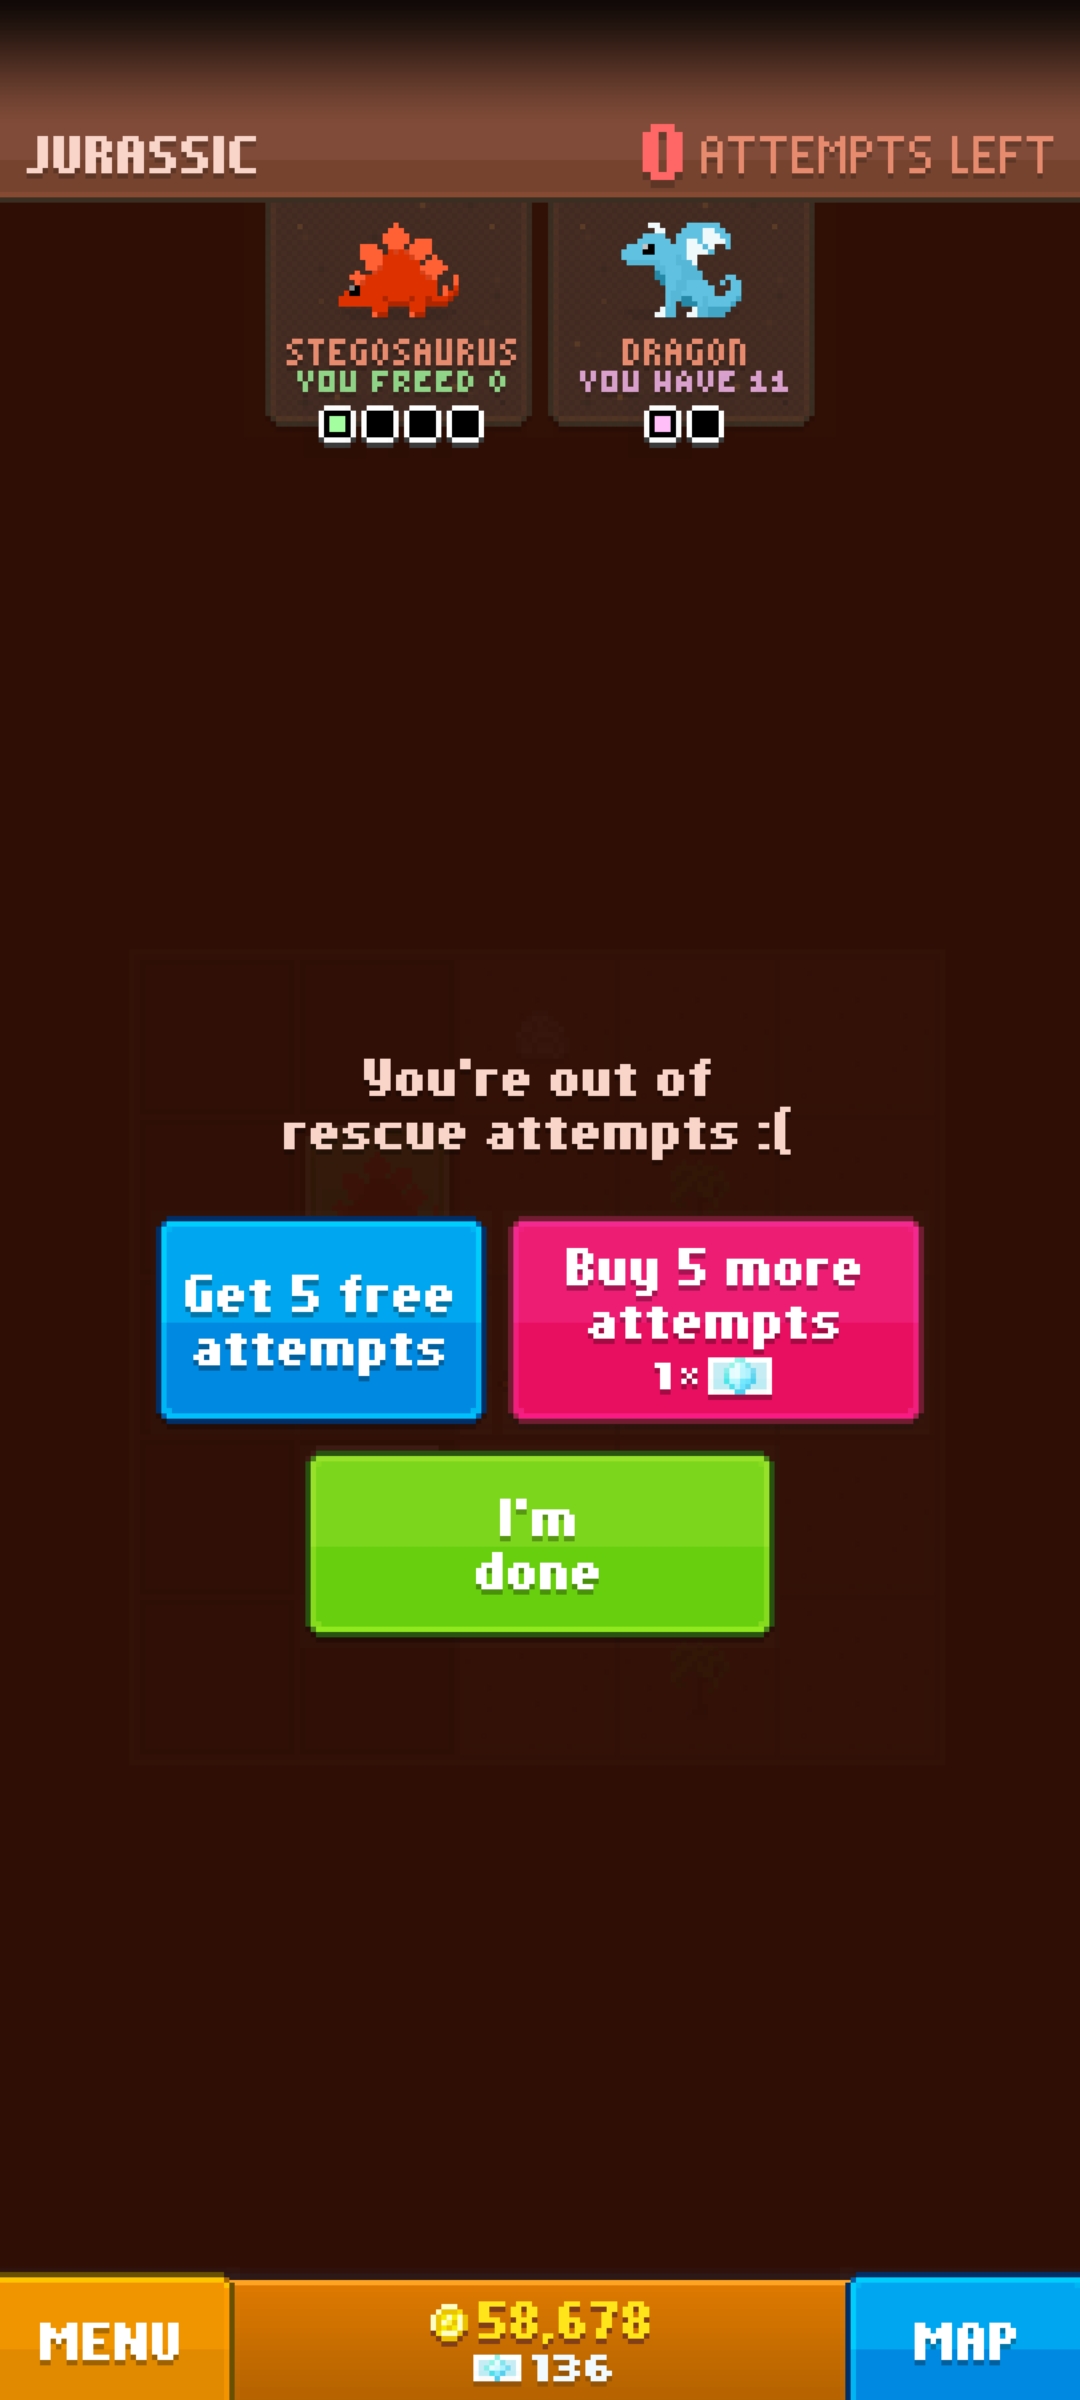 JURASSIC
0 ATTEMPTS LEFT
STEGOSAURUS
YOU FREED 0
DRAGON
YOU HAVE 11
You're out of
rescue attempts :(
Get 5 free
attempts
Buy 5 more
attempts
1×
I'm
done
MENU
58,678
136
MAP